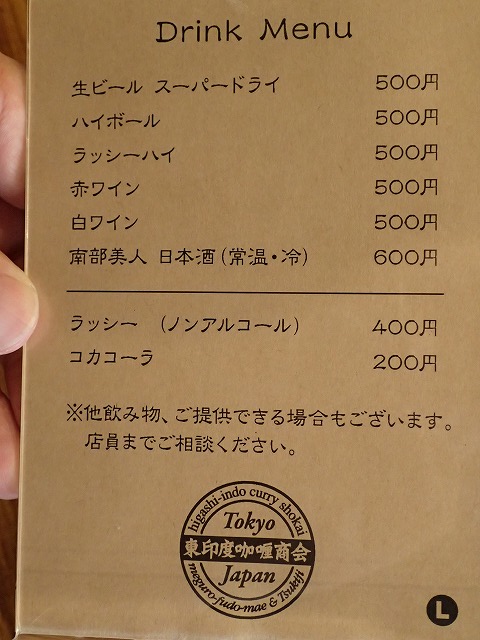 Drink Menu
生ビール スーパードライ 500円
ハイボール 500円
ラッシーハイ 500円
赤ワイン 500円
白ワイン 500円
南部美人 日本酒(常温・冷) 600円
ラッシー (ノンアルコール) 400円
コカコーラ 200円
※他飲み物、ご提供できる場合もございます。
店員までご相談ください。
higashi-indo curry shokai
Tokyo
東印度咖喱商会
Japan
meguro-fudo-mae & Tsukiji
L